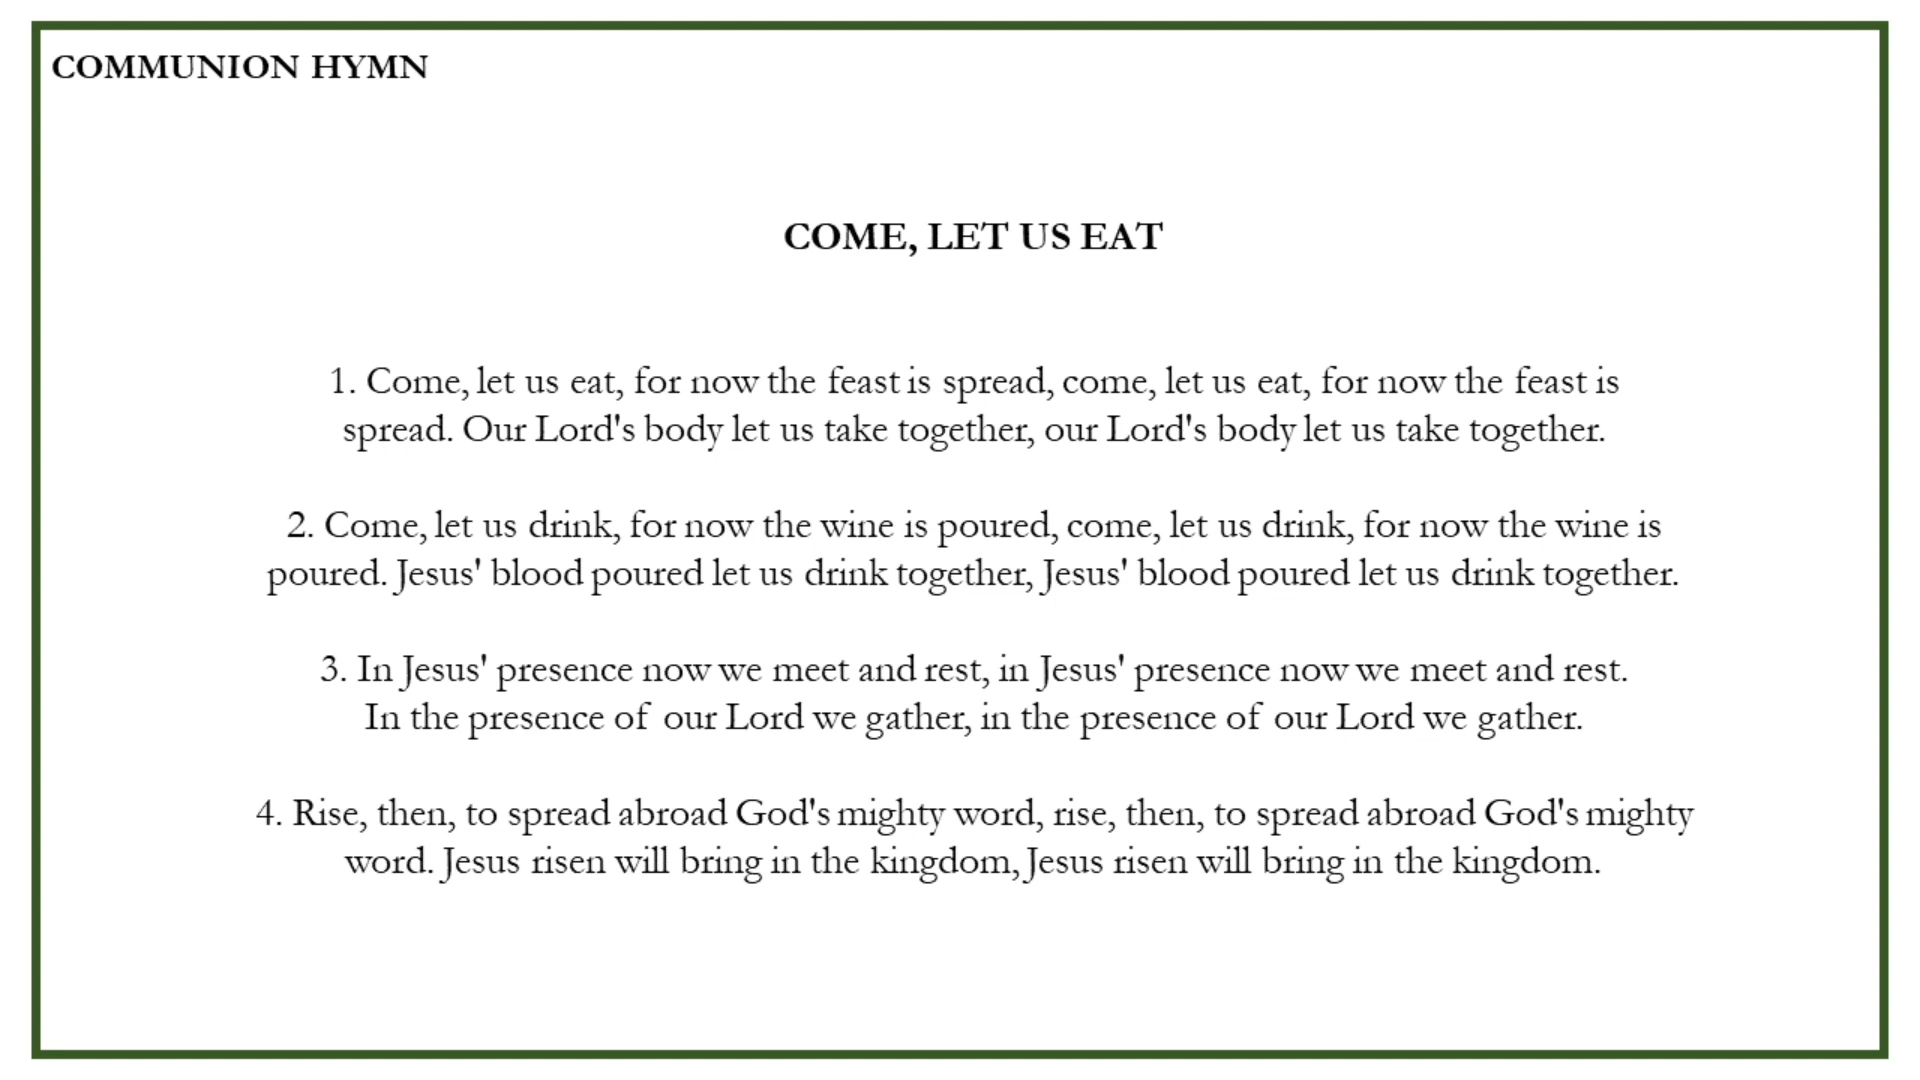 COMMUNION HYMN
COME, LET US EAT
1. Come, let us eat, for now the feast is spread, come, let us eat, for now the feast is
spread. Our Lord's body let us take together, our Lord's body let us take together.
2. Come, let us drink, for now the wine is poured, come, let us drink, for now the wine is
poured. Jesus' blood poured let us drink together, Jesus' blood poured let us drink together.
3. In Jesus' presence now we meet and rest, in Jesus' presence now we meet and rest.
In the presence of our Lord we gather, in the presence of our Lord we gather.
4. Rise, then, to spread abroad God's mighty word, rise, then, to spread abroad God's mighty
word. Jesus risen will bring in the kingdom, Jesus risen will bring in the kingdom.